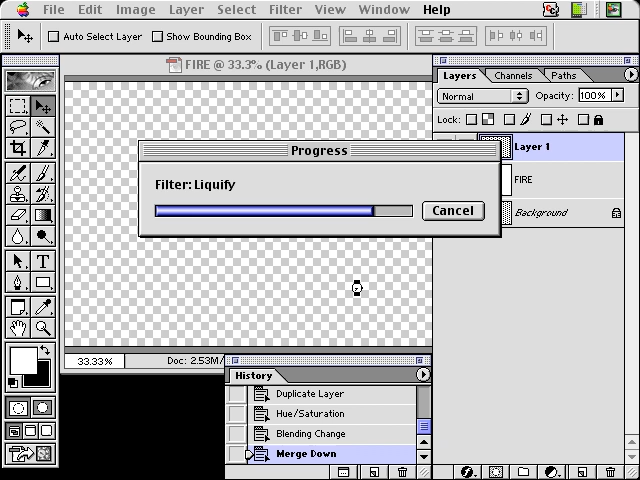 File Edit Image Layer Select Filter View Window Help
Auto Select Layer Show Bounding Box
FIRE @ 33.3% (Layer 1,RGB)
Layers Channels Paths
Normal Opacity: 100%
Lock:
Layer 1
FIRE
Background
Progress
Filter: Liquify
Cancel
T
33.33% Doc: 2.53M/
History
Duplicate Layer
Hue/Saturation
Blending Change
Merge Down